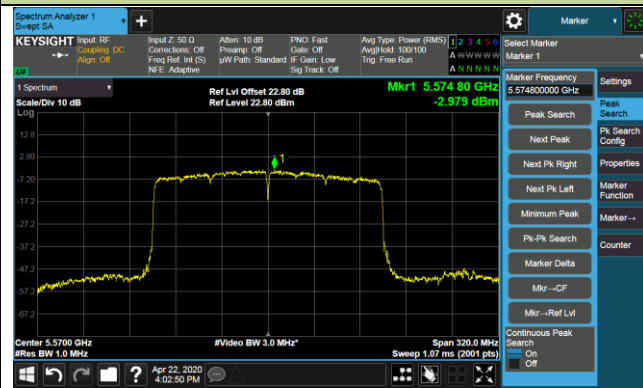 Spectrum Analyzer 1
Swept SA
Marker
KEYSIGHT
Input: RF
Coupling: DC
Align: Off
Input Z: 50 Ω
Corrections: Off
Freq Ref: Int (S)
NFE: Adaptive
Atten: 10 dB
Preamp: Off
µW Path: Standard
PNO: Fast
Gate: Off
IF Gain: Low
Sig Track: Off
Avg Type: Power (RMS)
Avg|Hold: 100/100
Trig: Free Run
1 2 3 4 5 6
A W W W W W
A N N N N N
Select Marker
Marker 1
1 Spectrum
Scale/Div 10 dB
Log
Ref Lvl Offset 22.80 dB
Ref Level 22.80 dBm
Mkr1 5.574 80 GHz
-2.979 dBm
12.8
2.80
-7.20
-17.2
-27.2
-37.2
-47.2
-57.2
-67.2
1
Center 5.5700 GHz
#Res BW 1.0 MHz
#Video BW 3.0 MHz*
Span 320.0 MHz
Sweep 1.07 ms (2001 pts)
Marker Frequency
5.574800000 GHz
Peak Search
Next Peak
Next Pk Right
Next Pk Left
Minimum Peak
Pk-Pk Search
Marker Delta
Mkr→CF
Mkr→Ref Lvl
Continuous Peak
Search
On
Off
Settings
Peak
Search
Pk Search
Config
Properties
Marker
Function
Marker→
Counter
Apr 22, 2020
4:02:50 PM